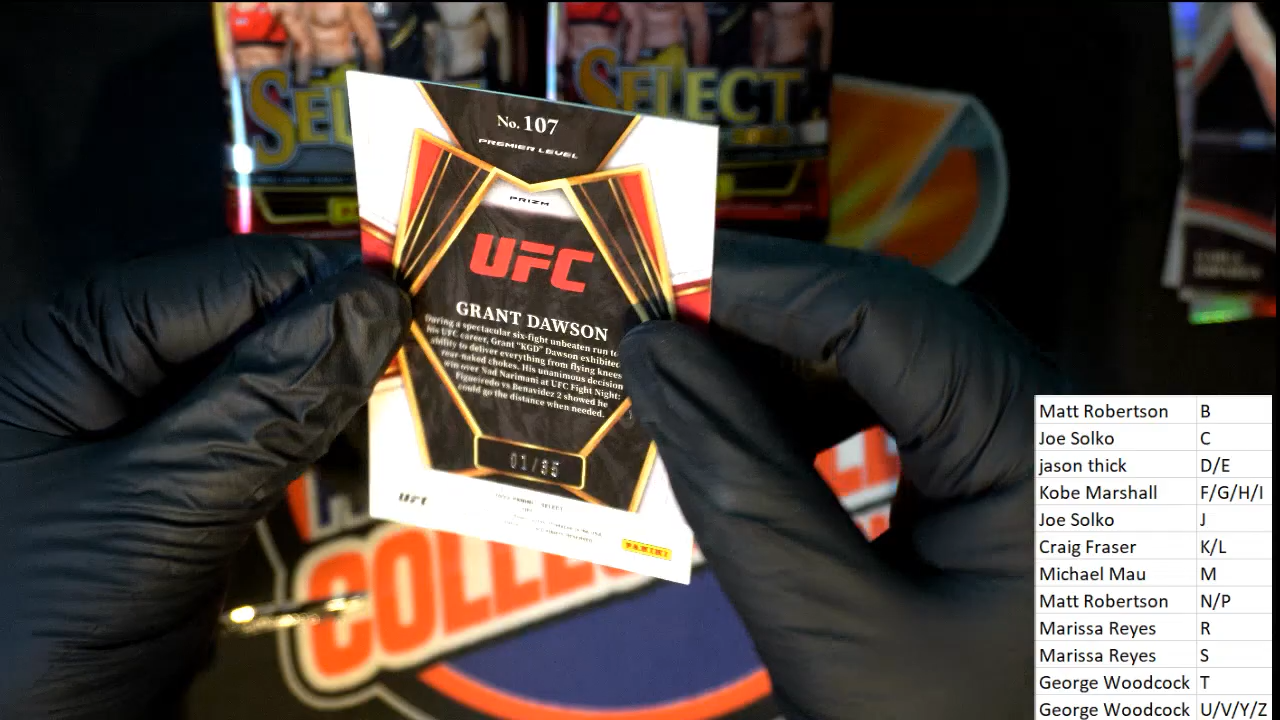 SELECT
No. 107
PREMIER LEVEL
PRIZM
UFC
GRANT DAWSON
During a spectacular six-fight unbeaten run to
his UFC career, Grant "KGD" Dawson exhibited
ability to deliver everything from flying knees
rear-naked chokes. His unanimous decision
win over Nad Narimani at UFC Fight Night:
Figueiredo vs Benavidez 2 showed he
could go the distance when needed.
01/35
UFC
PANINI
Matt Robertson B
Joe Solko C
jason thick D/E
Kobe Marshall F/G/H/I
Joe Solko J
Craig Fraser K/L
Michael Mau M
Matt Robertson N/P
Marissa Reyes R
Marissa Reyes S
George Woodcock T
George Woodcock U/V/Y/Z